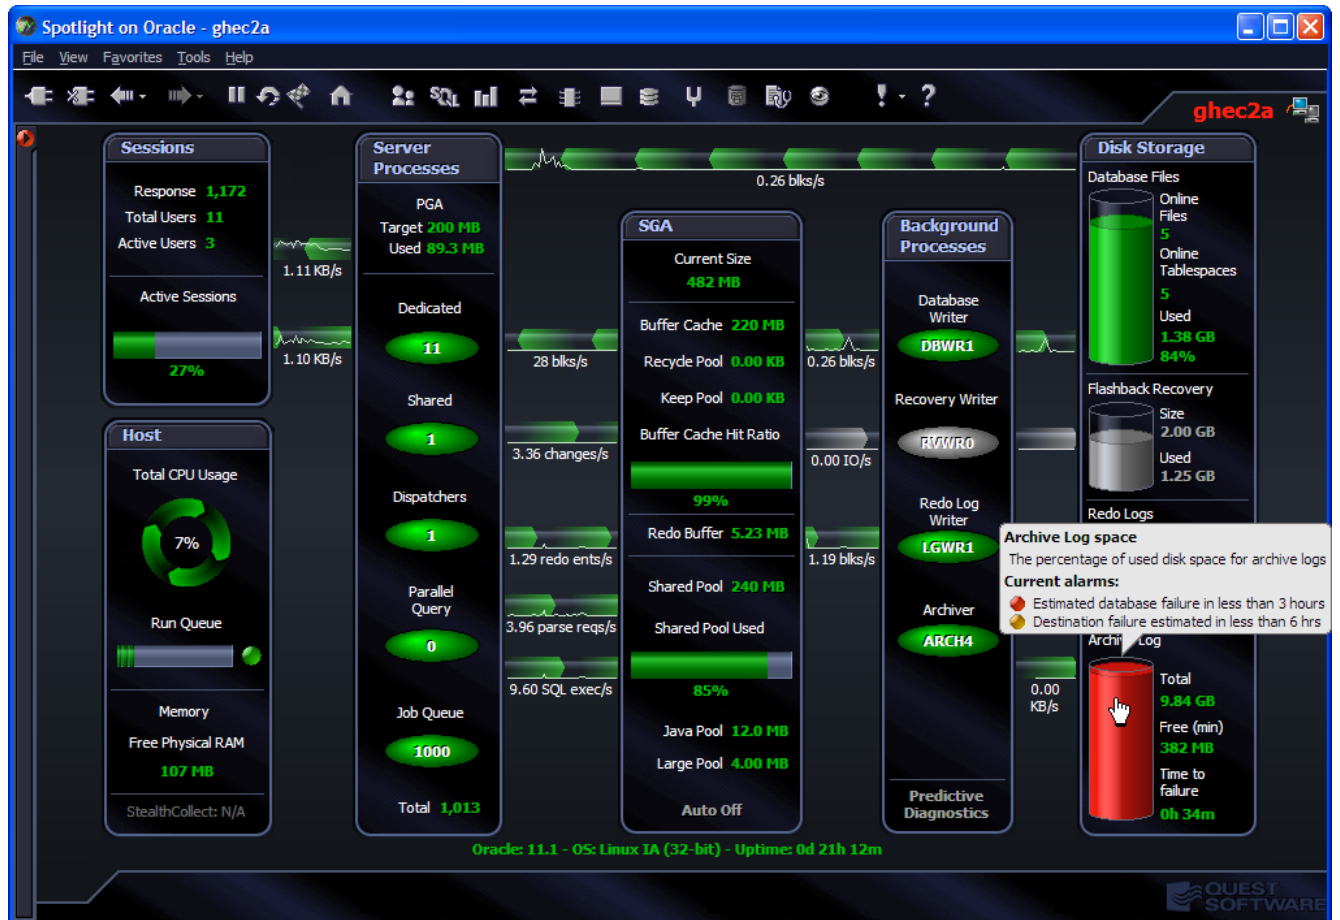 Spotlight on Oracle - ghec2a
File View Favorites Tools Help
SQL
ghec2a
Sessions
Response 1,172
Total Users 11
Active Users 3
Active Sessions
27%
1.11 KB/s
1.10 KB/s
Host
Total CPU Usage
7%
Run Queue
Memory
Free Physical RAM
107 MB
StealthCollect: N/A
Server
Processes
PGA
Target 200 MB
Used 89.3 MB
Dedicated
11
Shared
1
Dispatchers
1
Parallel
Query
0
Job Queue
1000
Total 1,013
0.26 blks/s
28 blks/s
3.36 changes/s
1.29 redo ents/s
3.96 parse reqs/s
9.60 SQL exec/s
SGA
Current Size
482 MB
Buffer Cache 220 MB
Recycle Pool 0.00 KB
Keep Pool 0.00 KB
Buffer Cache Hit Ratio
99%
Redo Buffer 5.23 MB
Shared Pool 240 MB
Shared Pool Used
85%
Java Pool 12.0 MB
Large Pool 4.00 MB
Auto Off
0.26 blks/s
0.00 IO/s
1.19 blks/s
Background
Processes
Database
Writer
DBWR1
Recovery Writer
RVWR0
Redo Log
Writer
LGWR1
Archiver
ARCH4
Predictive
Diagnostics
0.00
KB/s
Disk Storage
Database Files
Online
Files
5
Online
Tablespaces
5
Used
1.38 GB
84%
Flashback Recovery
Size
2.00 GB
Used
1.25 GB
Redo Logs
Archive Log space
The percentage of used disk space for archive logs
Current alarms:
Estimated database failure in less than 3 hours
Destination failure estimated in less than 6 hrs
Archive Log
Total
9.84 GB
Free (min)
382 MB
Time to
failure
0h 34m
Oracle: 11.1 - OS: Linux IA (32-bit) - Uptime: 0d 21h 12m
QUEST
SOFTWARE